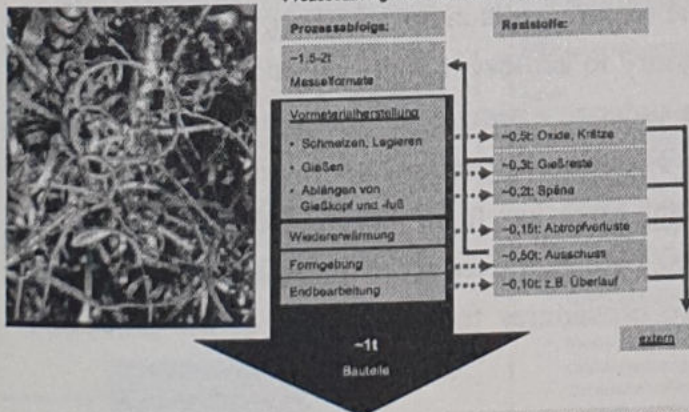 Prozessabfolge:
~1.5-2t
Masselformate
Vormaterialherstellung
• Schmelzen, Legieren
• Gießen
• Ablängen von
Gießkopf und -fuß
Wiedererwärmung
Formgebung
Endbearbeitung
~1t
Bauteile
Reststoffe:
~0,5t: Oxide, Krätze
~0,3t: Gießreste
~0,2t: Späne
~0,15t: Abtropfverluste
~0,50t: Ausschuss
~0,10t: z.B. Überlauf
extern